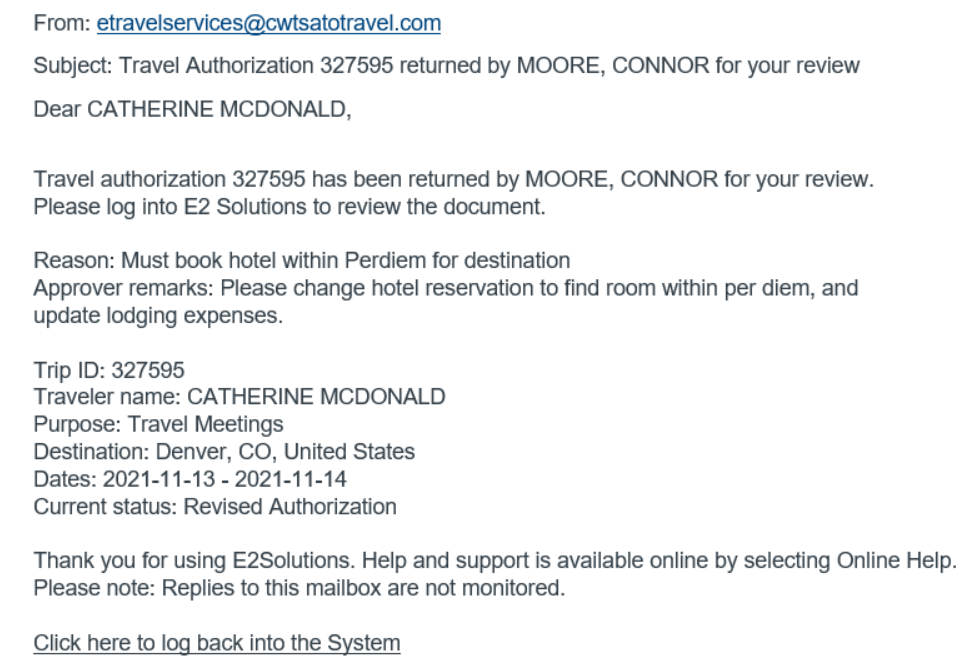 From: etravelservices@cwtsatotravel.com
Subject: Travel Authorization 327595 returned by MOORE, CONNOR for your review
Dear CATHERINE MCDONALD,
Travel authorization 327595 has been returned by MOORE, CONNOR for your review.
Please log into E2 Solutions to review the document.
Reason: Must book hotel within Perdiem for destination
Approver remarks: Please change hotel reservation to find room within per diem, and
update lodging expenses.
Trip ID: 327595
Traveler name: CATHERINE MCDONALD
Purpose: Travel Meetings
Destination: Denver, CO, United States
Dates: 2021-11-13 - 2021-11-14
Current status: Revised Authorization
Thank you for using E2Solutions. Help and support is available online by selecting Online Help.
Please note: Replies to this mailbox are not monitored.
Click here to log back into the System